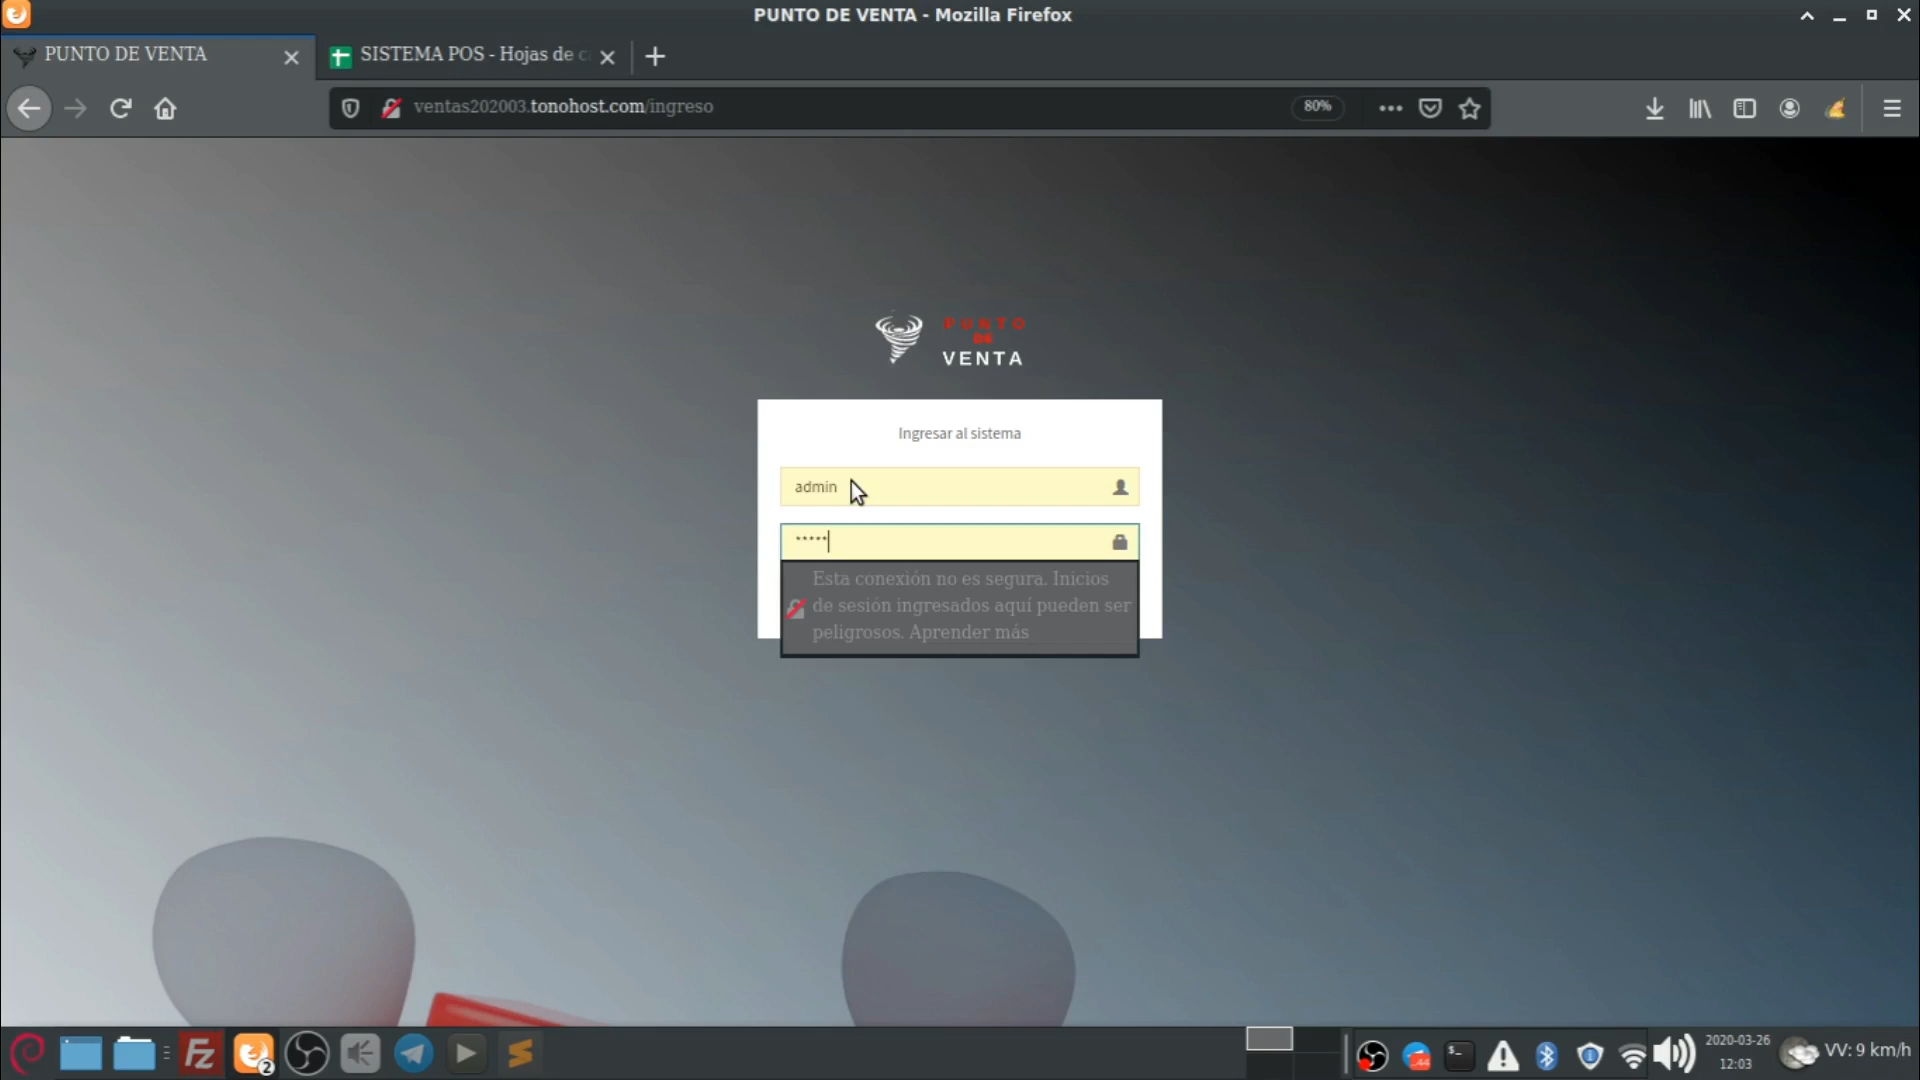 PUNTO DE VENTA - Mozilla Firefox
PUNTO DE VENTA
SISTEMA POS - Hojas de c
ventas202003.tonohost.com/ingreso
80%
PUNTO
DE
VENTA
Ingresar al sistema
admin
*****
Esta conexión no es segura. Inicios
de sesión ingresados aquí pueden ser
peligrosos. Aprender más
Fz
2
2020-03-26
12:03
VV: 9 km/h